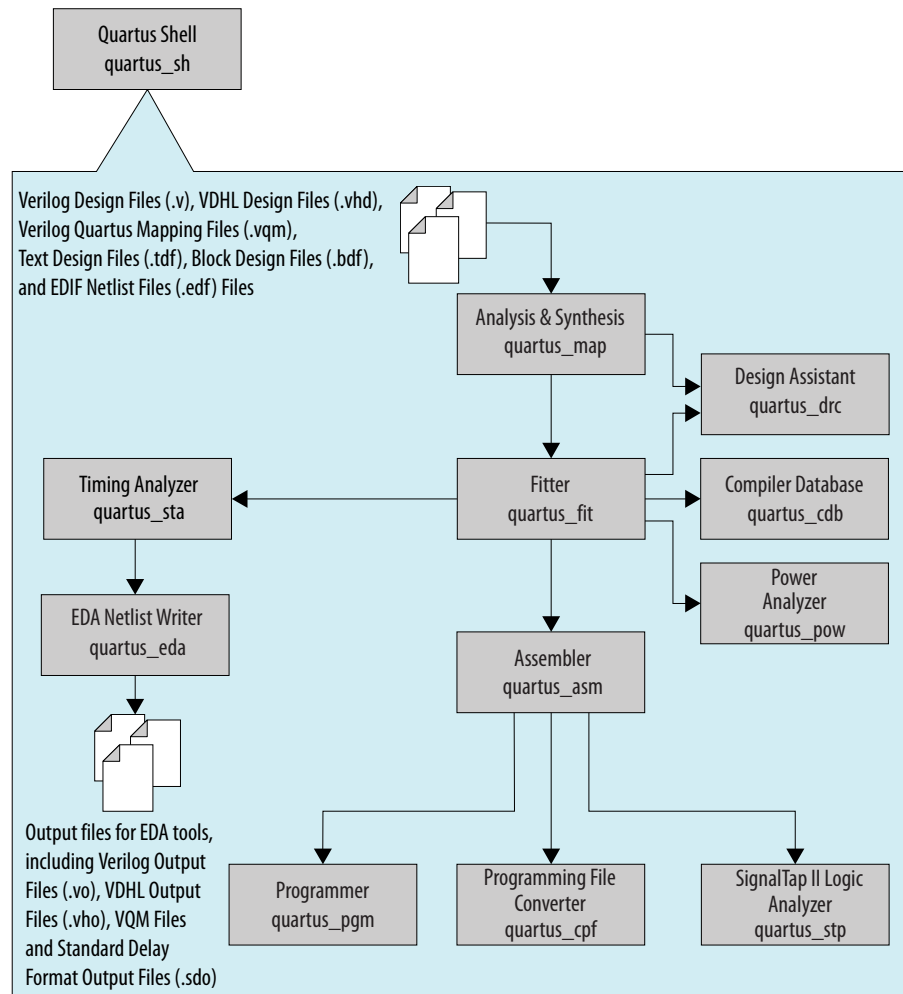 Quartus Shell
quartus_sh
Verilog Design Files (.v), VDHL Design Files (.vhd),
Verilog Quartus Mapping Files (.vqm),
Text Design Files (.tdf), Block Design Files (.bdf),
and EDIF Netlist Files (.edf) Files
Analysis & Synthesis
quartus_map
Design Assistant
quartus_drc
Timing Analyzer
quartus_sta
Fitter
quartus_fit
Compiler Database
quartus_cdb
Power
Analyzer
quartus_pow
EDA Netlist Writer
quartus_eda
Assembler
quartus_asm
Output files for EDA tools,
including Verilog Output
Files (.vo), VDHL Output
Files (.vho), VQM Files
and Standard Delay
Format Output Files (.sdo)
Programmer
quartus_pgm
Programming File
Converter
quartus_cpf
SignalTap II Logic
Analyzer
quartus_stp